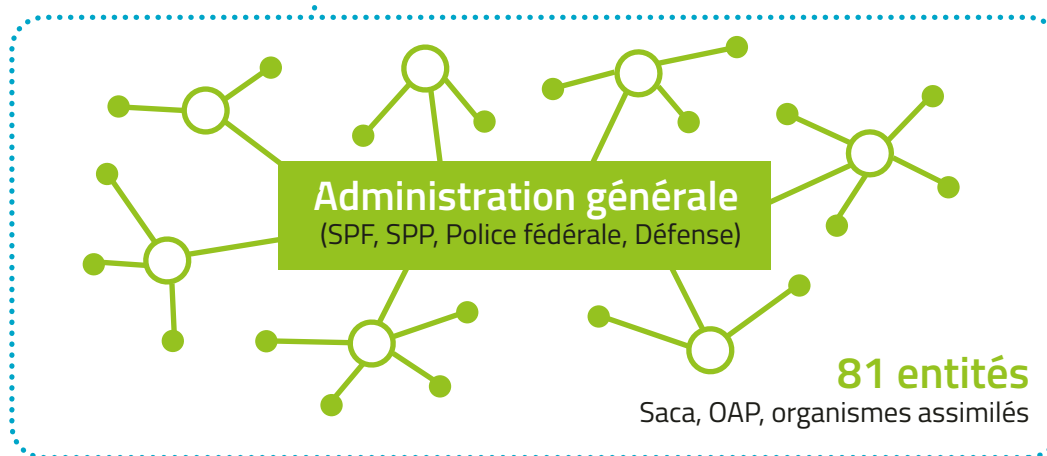 Administration générale
(SPF, SPP, Police fédérale, Défense)
81 entités
Saca, OAP, organismes assimilés